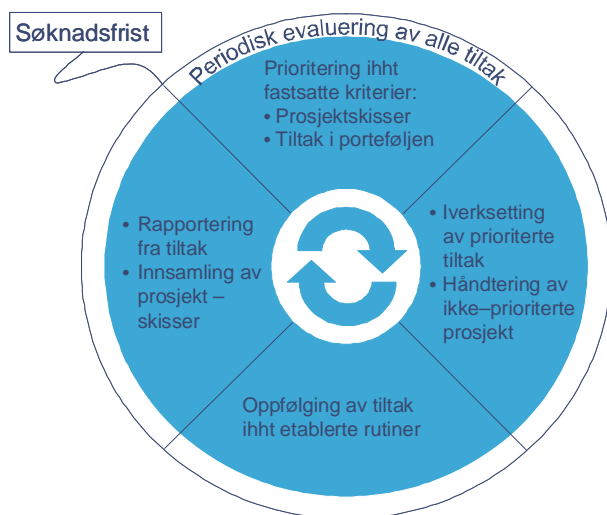 Søknadsfrist
Periodisk evaluering av alle tiltak
Prioritering ihht
fastsatte kriterier:
• Prosjektskisser
• Tiltak i porteføljen
• Rapportering
fra tiltak
• Innsamling av
prosjekt –
skisser
• Iverksetting
av prioriterte
tiltak
• Håndtering av
ikke–prioriterte
prosjekt
Oppfølging av tiltak
ihht etablerte rutiner